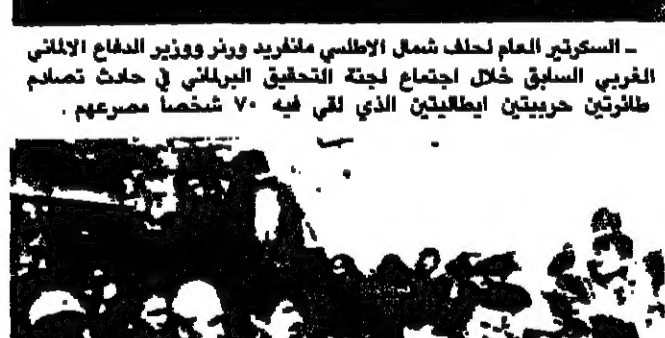 ـ السكرتير العام لحلف شمال الاطلسي مانفريد ورنر ووزير الدفاع الالماني
الغربي السابق خلال اجتماع لجنة التحقيق البرلماني في حادث تصادم
طائرتين حربيتين ايطاليتين الذي لقي فيه ٧٠ شخصاً مصرعهم .